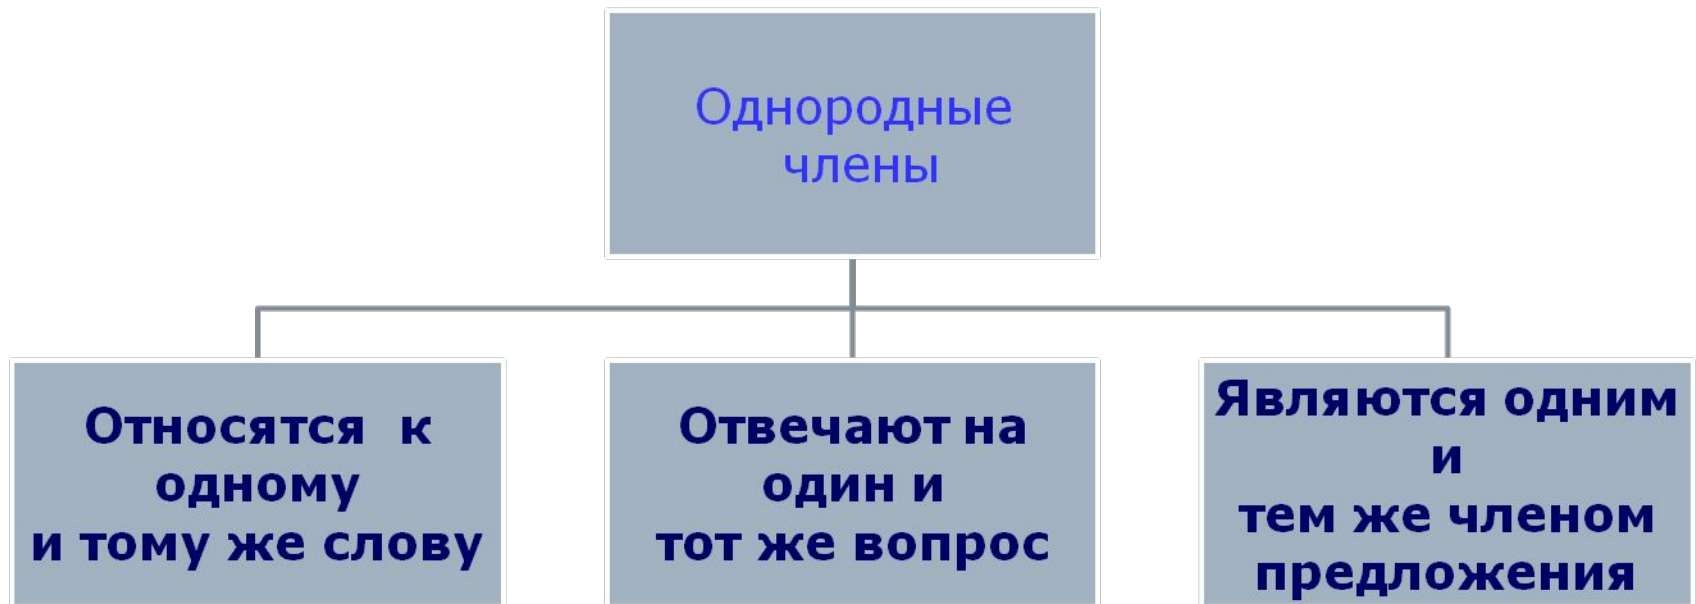 Однородные
члены
Относятся к
одному
и тому же слову
Отвечают на
один и
тот же вопрос
Являются одним
и
тем же членом
предложения